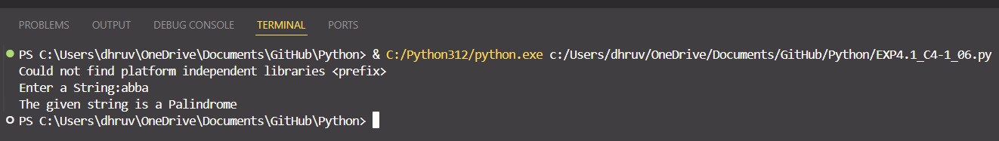 PROBLEMS OUTPUT DEBUG CONSOLE TERMINAL PORTS
PS C:\Users\dhruv\OneDrive\Documents\GitHub\Python> & C:/Python312/python.exe c:/Users/dhruv/OneDrive/Documents/GitHub/Python/EXP4.1_C4-1_06.py
Could not find platform independent libraries <prefix>
Enter a String:abba
The given string is a Palindrome
PS C:\Users\dhruv\OneDrive\Documents\GitHub\Python>